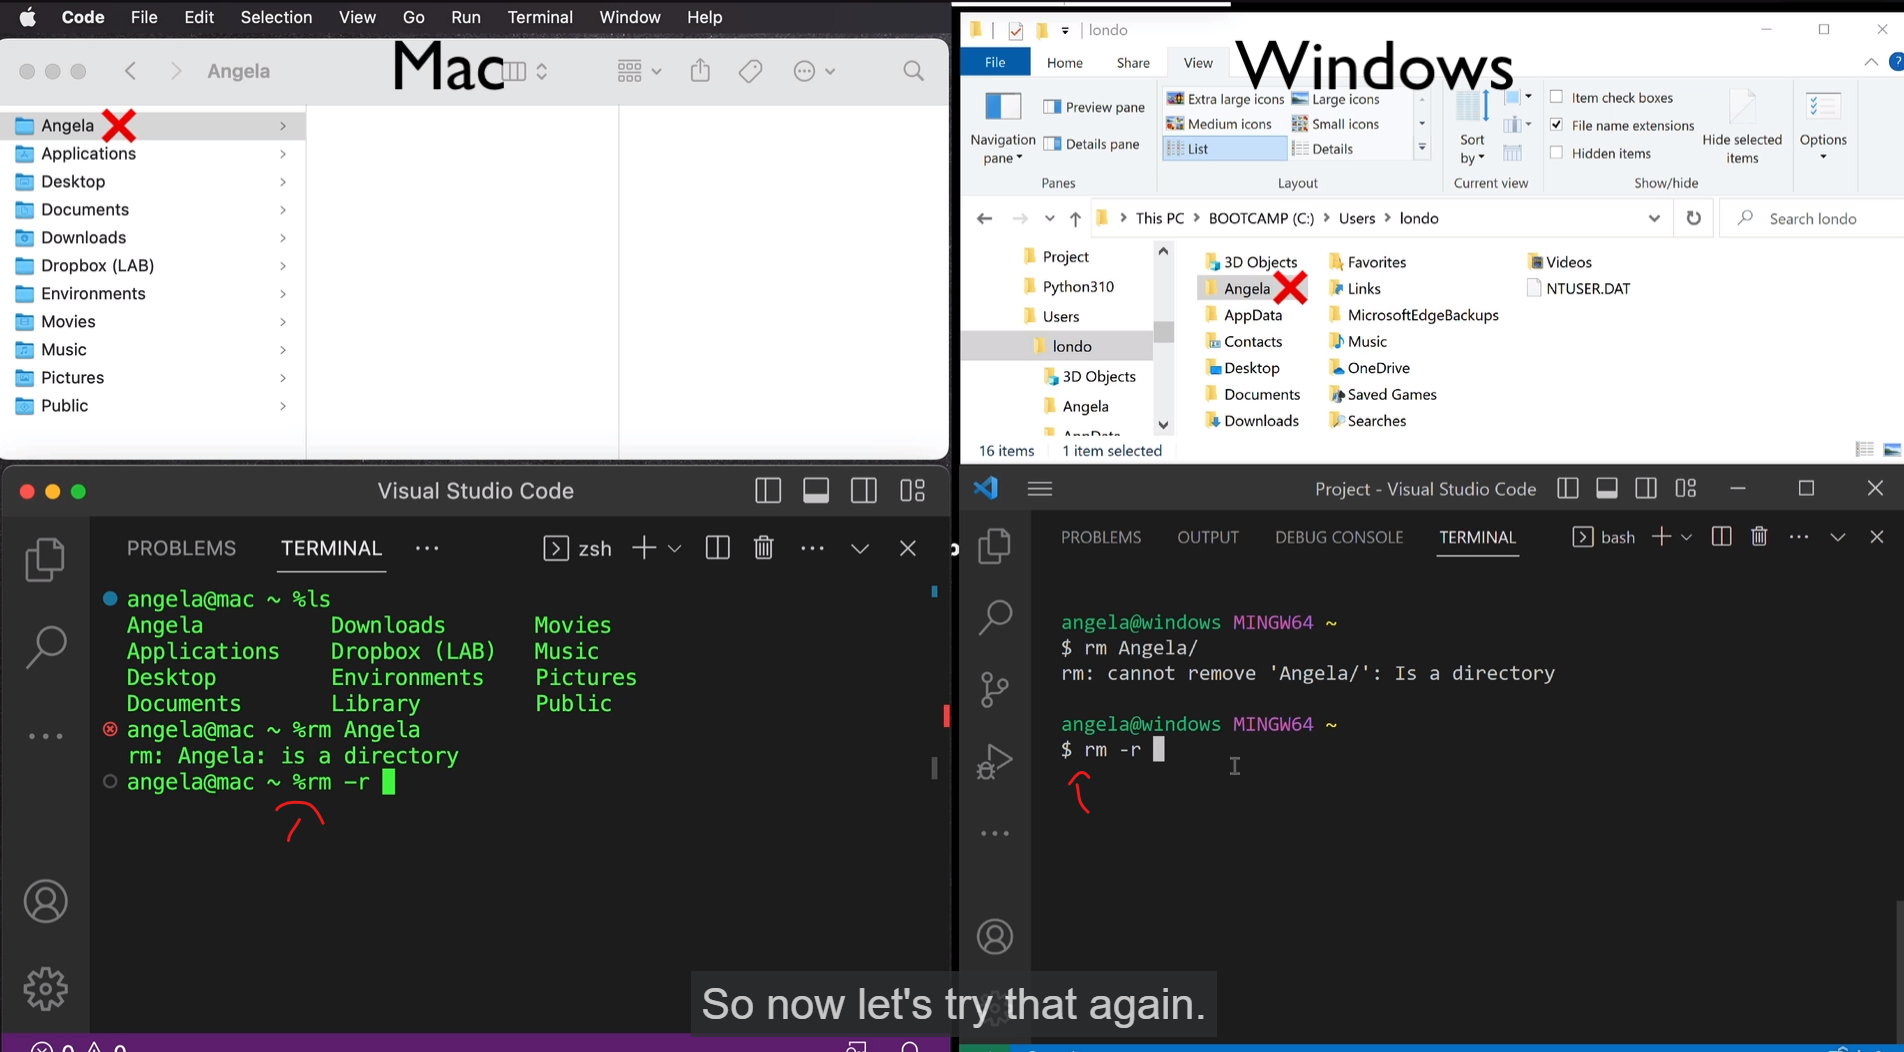 Code File Edit Selection View Go Run Terminal Window Help
Angela
Mac
Angela
Applications
Desktop
Documents
Downloads
Dropbox (LAB)
Environments
Movies
Music
Pictures
Public
londo
Windows
File Home Share View
Navigation pane
Preview pane
Details pane
Panes
Extra large icons Large icons
Medium icons Small icons
List Details
Layout
Sort by
Current view
Item check boxes
File name extensions
Hidden items
Hide selected items
Show/hide
Options
This PC > BOOTCAMP (C:) > Users > londo
Search londo
Project
Python310
Users
londo
3D Objects
Angela
AppData
3D Objects
Angela
AppData
Contacts
Desktop
Documents
Downloads
Favorites
Links
MicrosoftEdgeBackups
Music
OneDrive
Saved Games
Searches
Videos
NTUSER.DAT
16 items 1 item selected
Visual Studio Code
PROBLEMS TERMINAL ... zsh
angela@mac ~ %ls
Angela Downloads Movies
Applications Dropbox (LAB) Music
Desktop Environments Pictures
Documents Library Public
angela@mac ~ %rm Angela
rm: Angela: is a directory
angela@mac ~ %rm -r
Project - Visual Studio Code
PROBLEMS OUTPUT DEBUG CONSOLE TERMINAL bash
angela@windows MINGW64 ~
$ rm Angela/
rm: cannot remove 'Angela/': Is a directory
angela@windows MINGW64 ~
$ rm -r
So now let's try that again.